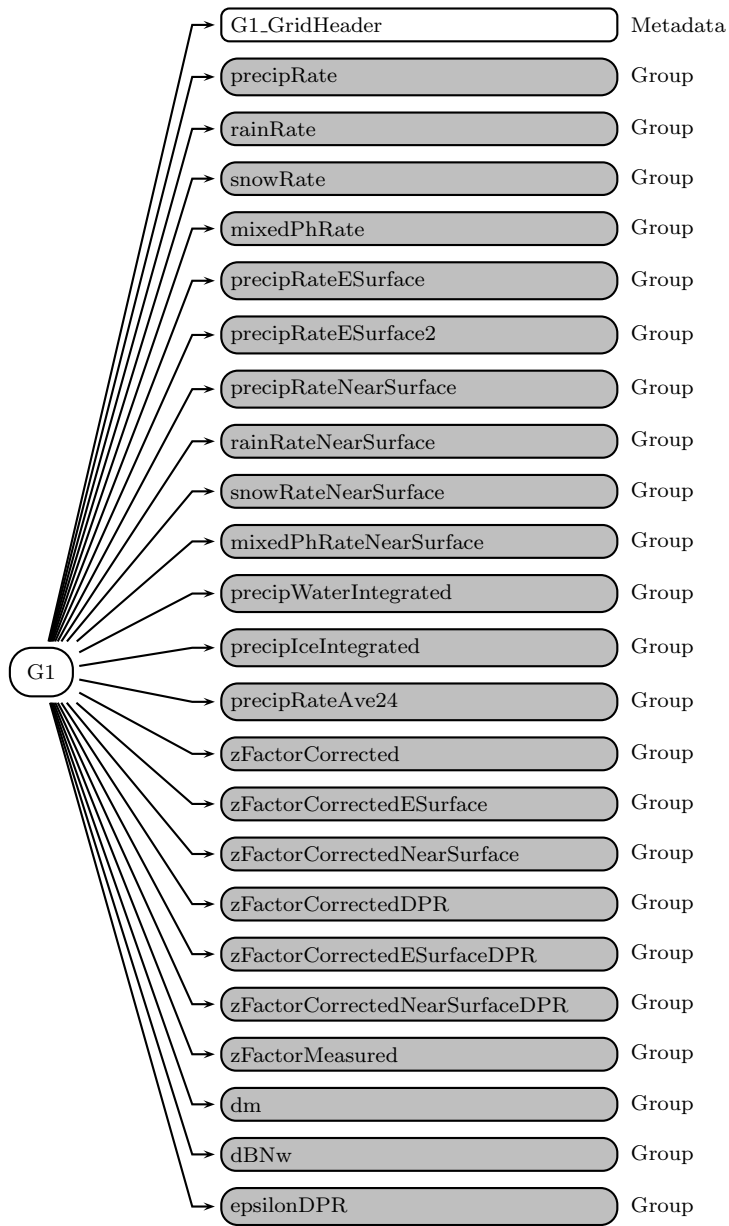 G1_GridHeader Metadata
precipRate Group
rainRate Group
snowRate Group
mixedPhRate Group
precipRateESurface Group
precipRateESurface2 Group
precipRateNearSurface Group
rainRateNearSurface Group
snowRateNearSurface Group
mixedPhRateNearSurface Group
precipWaterIntegrated Group
precipIceIntegrated Group
G1
precipRateAve24 Group
zFactorCorrected Group
zFactorCorrectedESurface Group
zFactorCorrectedNearSurface Group
zFactorCorrectedDPR Group
zFactorCorrectedESurfaceDPR Group
zFactorCorrectedNearSurfaceDPR Group
zFactorMeasured Group
dm Group
dBNw Group
epsilonDPR Group